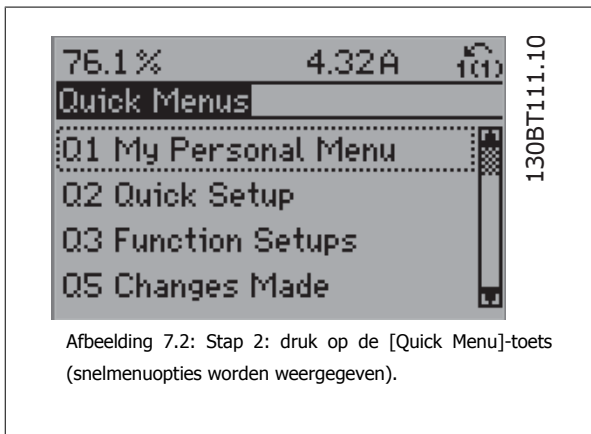 76.1% 4.32A 1(1)
Quick Menus
Q1 My Personal Menu
Q2 Quick Setup
Q3 Function Setups
Q5 Changes Made
130BT111.10
Afbeelding 7.2: Stap 2: druk op de [Quick Menu]-toets
(snelmenuopties worden weergegeven).